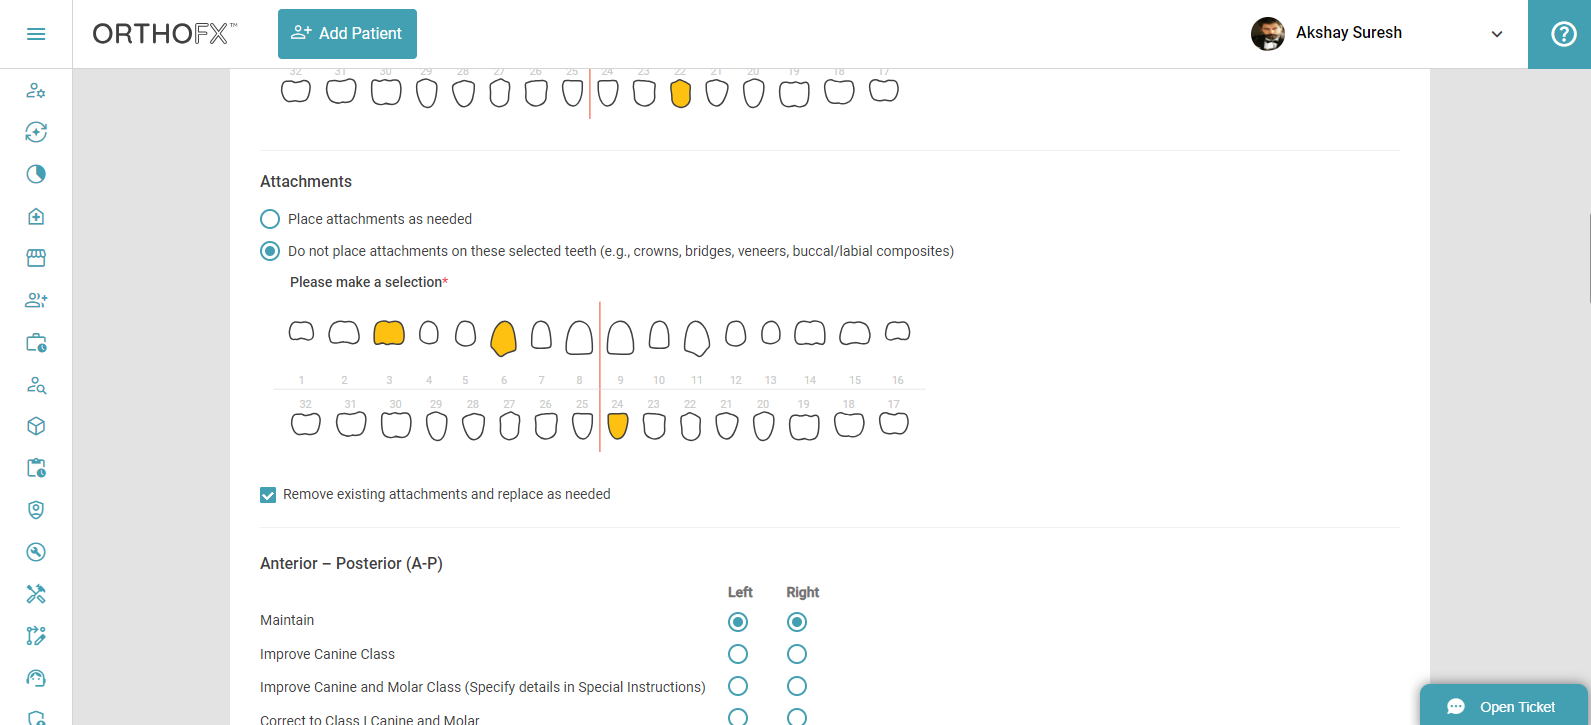 ORTHOFX™
Add Patient
Akshay Suresh
32 31 30 29 28 27 26 25 24 23 22 21 20 19 18 17
Attachments
Place attachments as needed
Do not place attachments on these selected teeth (e.g., crowns, bridges, veneers, buccal/labial composites)
Please make a selection*
1 2 3 4 5 6 7 8 9 10 11 12 13 14 15 16
32 31 30 29 28 27 26 25 24 23 22 21 20 19 18 17
Remove existing attachments and replace as needed
Anterior – Posterior (A-P)
Left Right
Maintain
Improve Canine Class
Improve Canine and Molar Class (Specify details in Special Instructions)
Correct to Class I Canine and Molar
Open Ticket